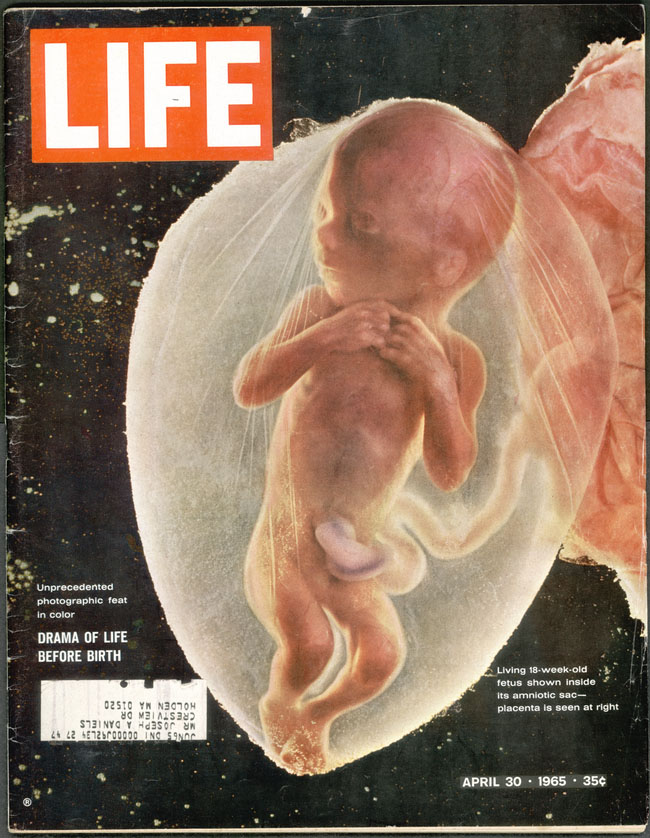 LIFE
Unprecedented
photographic feat
in color
DRAMA OF LIFE
BEFORE BIRTH
JUN65 DNI
MR JOSEPH A DANIELS
CRESTVIEW DR
HOLDEN MA 01520
Living 18-week-old
fetus shown inside
its amniotic sac—
placenta is seen at right
APRIL 30 · 1965 · 35¢
®